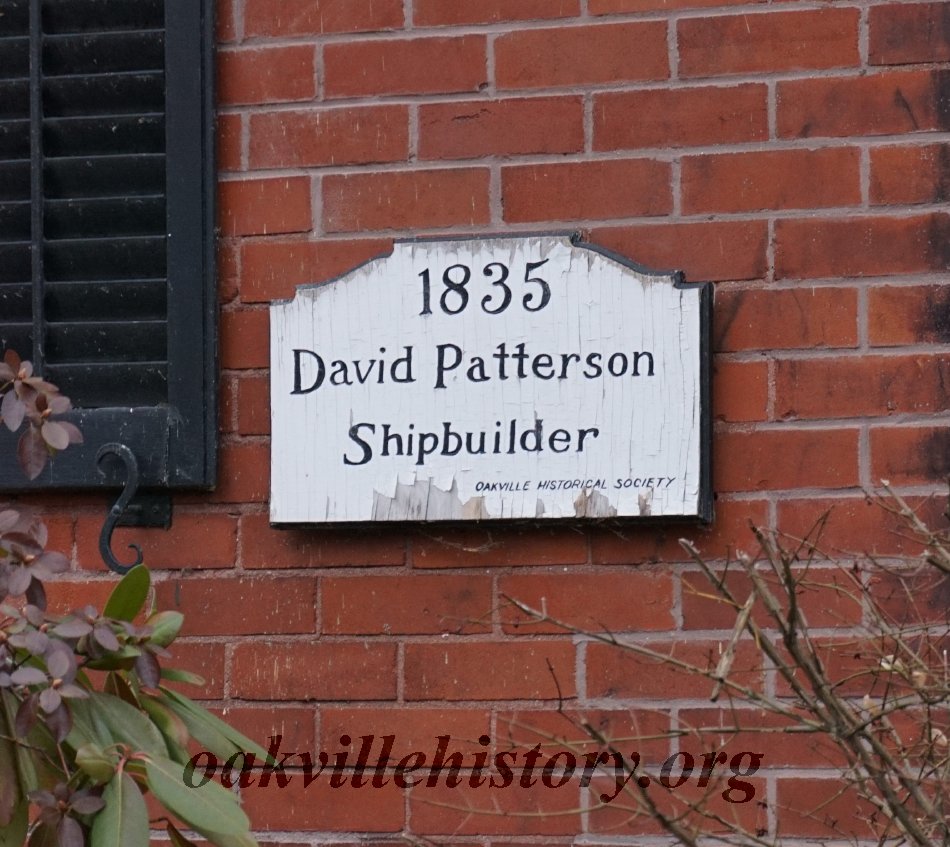 1835
David Patterson
Shipbuilder
OAKVILLE HISTORICAL SOCIETY
oakvillehistory.org